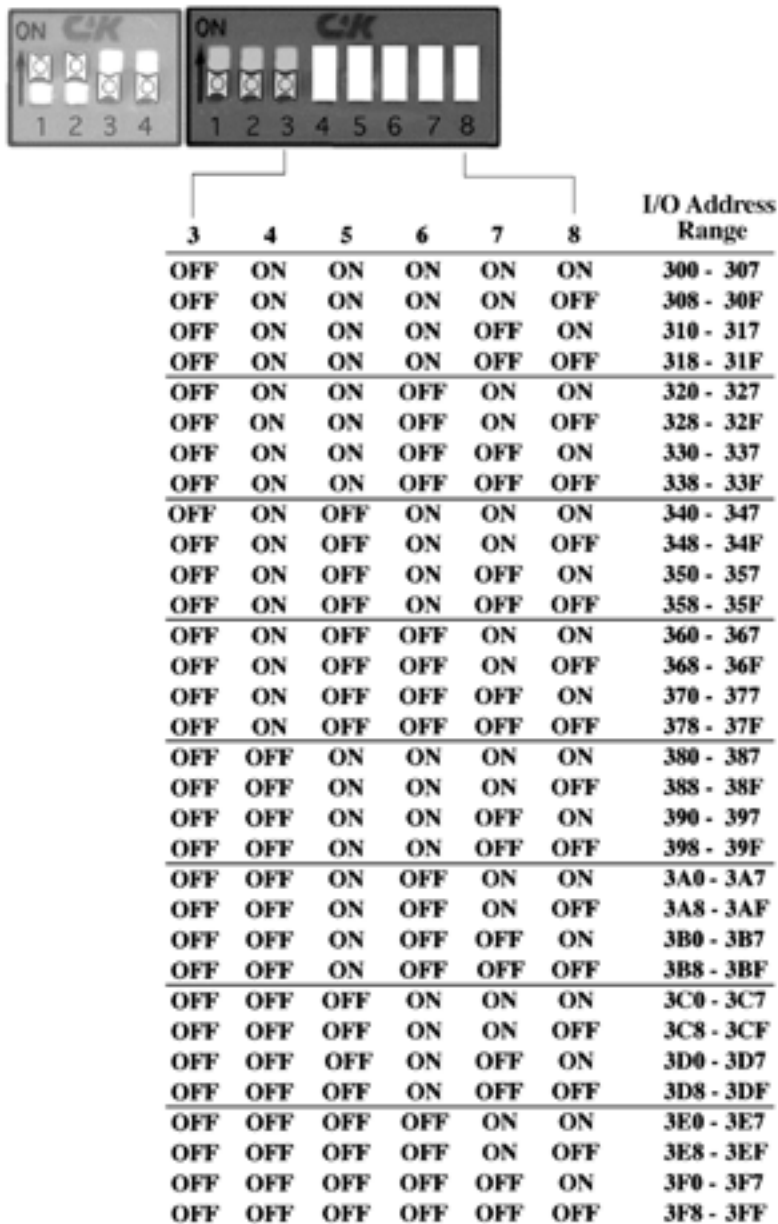 ON C&K
1 2 3 4
ON C&K
1 2 3 4 5 6 7 8
I/O Address
3 4 5 6 7 8 Range
OFF ON ON ON ON ON 300 - 307
OFF ON ON ON ON OFF 308 - 30F
OFF ON ON ON OFF ON 310 - 317
OFF ON ON ON OFF OFF 318 - 31F
OFF ON ON OFF ON ON 320 - 327
OFF ON ON OFF ON OFF 328 - 32F
OFF ON ON OFF OFF ON 330 - 337
OFF ON ON OFF OFF OFF 338 - 33F
OFF ON OFF ON ON ON 340 - 347
OFF ON OFF ON ON OFF 348 - 34F
OFF ON OFF ON OFF ON 350 - 357
OFF ON OFF ON OFF OFF 358 - 35F
OFF ON OFF OFF ON ON 360 - 367
OFF ON OFF OFF ON OFF 368 - 36F
OFF ON OFF OFF OFF ON 370 - 377
OFF ON OFF OFF OFF OFF 378 - 37F
OFF OFF ON ON ON ON 380 - 387
OFF OFF ON ON ON OFF 388 - 38F
OFF OFF ON ON OFF ON 390 - 397
OFF OFF ON ON OFF OFF 398 - 39F
OFF OFF ON OFF ON ON 3A0 - 3A7
OFF OFF ON OFF ON OFF 3A8 - 3AF
OFF OFF ON OFF OFF ON 3B0 - 3B7
OFF OFF ON OFF OFF OFF 3B8 - 3BF
OFF OFF OFF ON ON ON 3C0 - 3C7
OFF OFF OFF ON ON OFF 3C8 - 3CF
OFF OFF OFF ON OFF ON 3D0 - 3D7
OFF OFF OFF ON OFF OFF 3D8 - 3DF
OFF OFF OFF OFF ON ON 3E0 - 3E7
OFF OFF OFF OFF ON OFF 3E8 - 3EF
OFF OFF OFF OFF OFF ON 3F0 - 3F7
OFF OFF OFF OFF OFF OFF 3F8 - 3FF